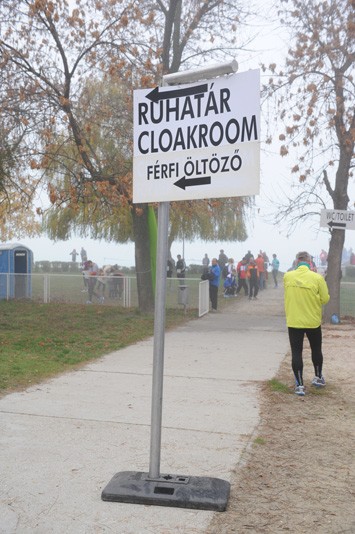 RUHATÁR
CLOAKROOM
FÉRFI ÖLTÖZŐ
WC/TOILET